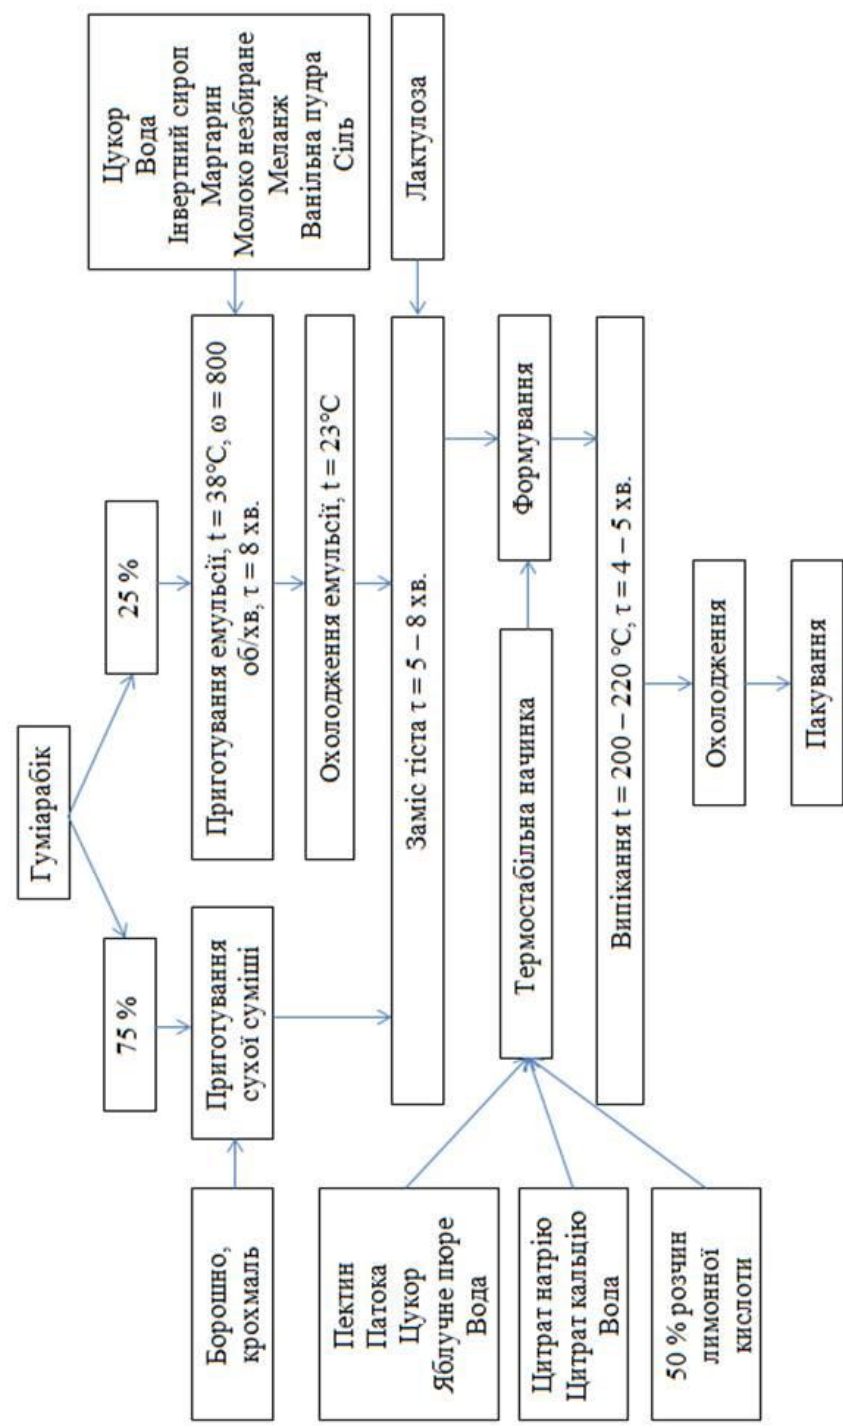 Гуміарабік
75 %
25 %
Борошно,
крохмаль
Приготування
сухої суміші
Приготування емульсії, t = 38°C, ω = 800
об/хв, τ = 8 хв.
Цукор
Вода
Інвертний сироп
Маргарин
Молоко незбиране
Меланж
Ванільна пудра
Сіль
Охолодження емульсії, t = 23°C
Заміс тіста τ = 5 – 8 хв.
Лактулоза
Пектин
Патока
Цукор
Яблучне пюре
Вода
Термостабільна начинка
Формування
Цитрат натрію
Цитрат кальцію
Вода
Випікання t = 200 – 220 °C, τ = 4 – 5 хв.
50 % розчин
лимонної
кислоти
Охолодження
Пакування